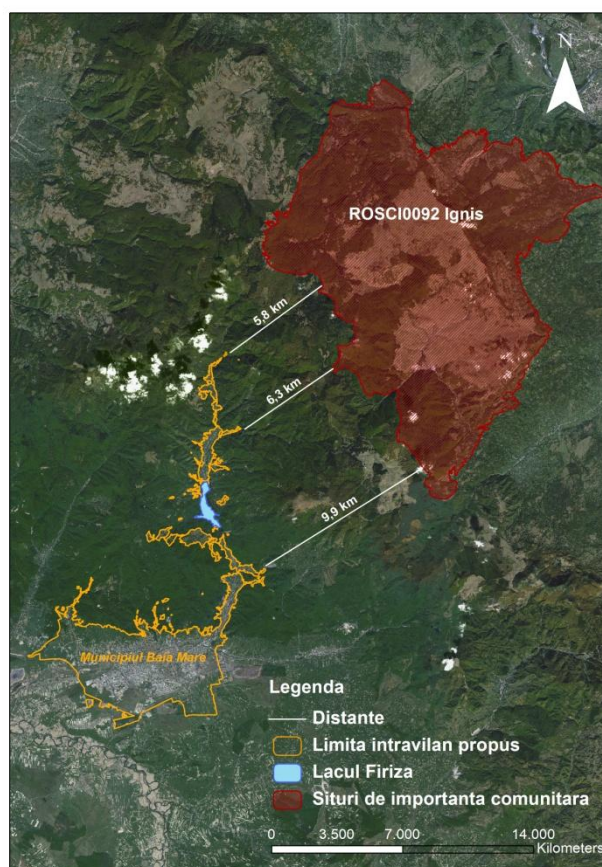 N
ROSCI0092 Ignis
5,8 km
6,3 km
9,9 km
Municipiul Baia Mare
Legenda
Distante
Limita intravilan propus
Lacul Firiza
Situri de importanta comunitara
0 3.500 7.000 14.000
Kilometers